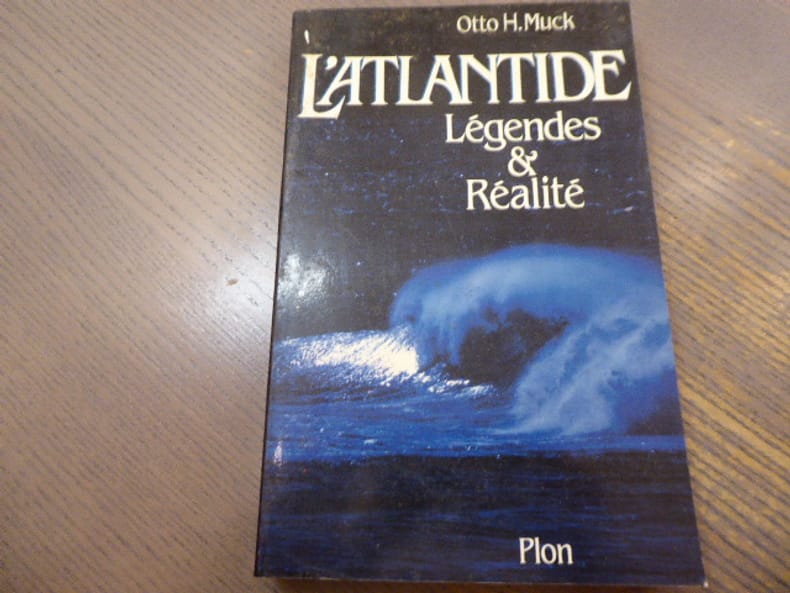 Otto H. Muck
L'ATLANTIDE
Légendes
&
Réalité
Plon